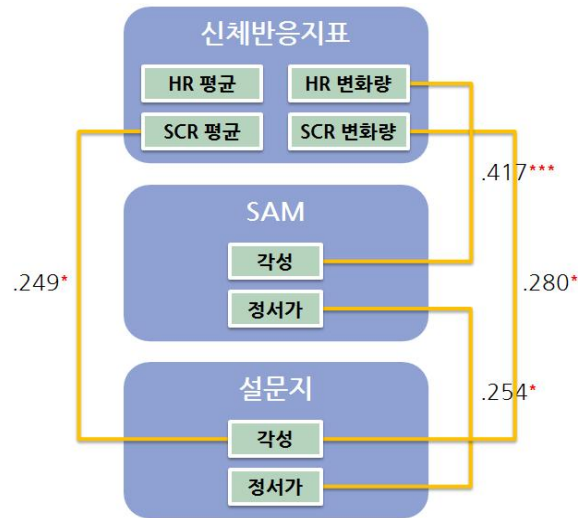 신체반응지표
HR 평균 HR 변화량
SCR 평균 SCR 변화량
.417***
SAM
각성
.249* .280*
정서가
.254*
설문지
각성
정서가